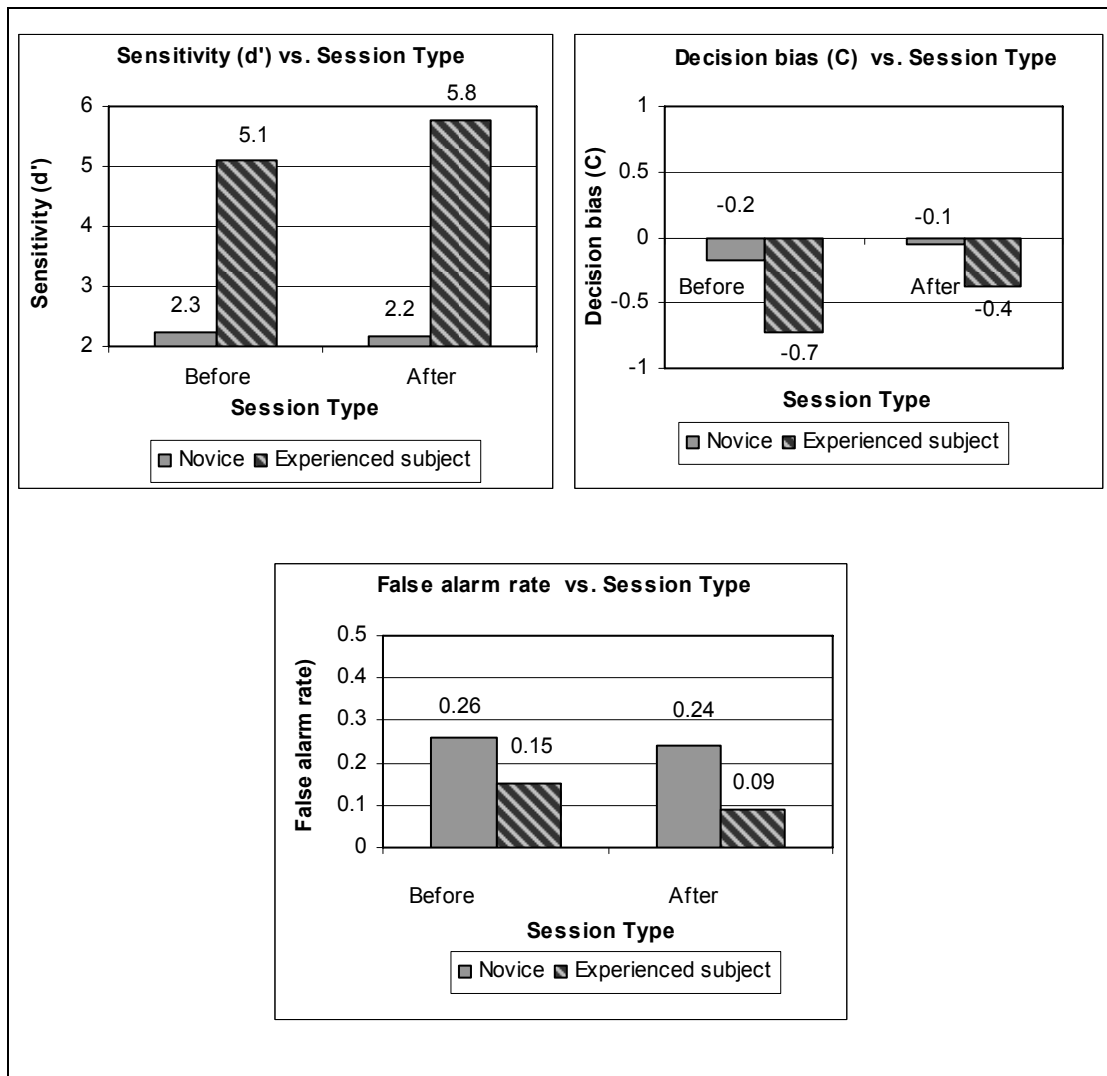 Sensitivity (d') vs. Session Type
6
5
4
3
2
Sensitivity (d')
5.1
5.8
2.3
2.2
Before
After
Session Type
Novice
Experienced subject
Decision bias (C) vs. Session Type
1
0.5
0
-0.5
-1
Decision bias (C)
-0.2
-0.1
Before
After
-0.7
-0.4
Session Type
Novice
Experienced subject
False alarm rate vs. Session Type
0.5
0.4
0.3
0.2
0.1
0
False alarm rate)
0.26
0.15
0.24
0.09
Before
After
Session Type
Novice
Experienced subject